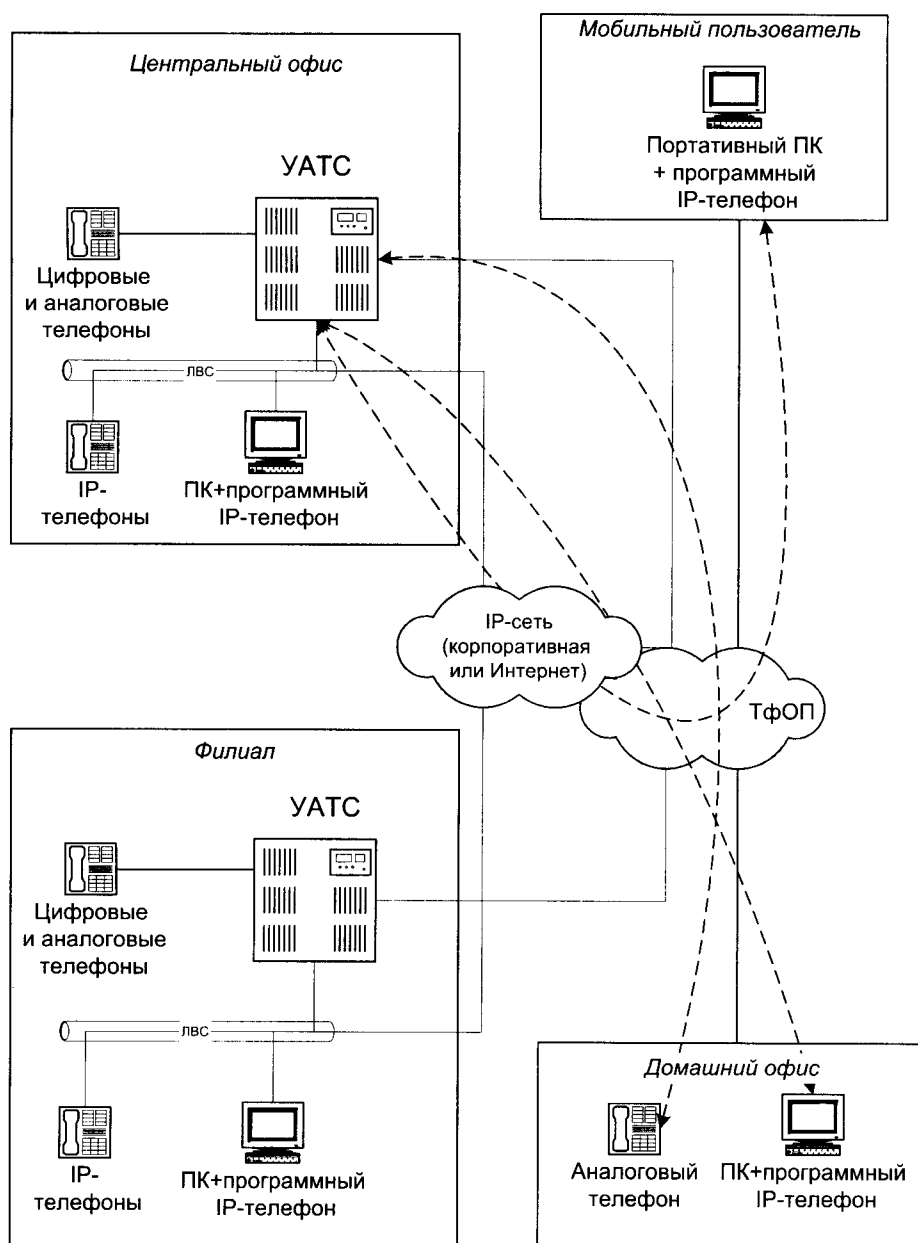 Центральный офис
УАТС
Цифровые
и аналоговые
телефоны
ЛВС
IP-
телефоны
ПК+программный
IP-телефон
Мобильный пользователь
Портативный ПК
+ программный
IP-телефон
IP-сеть
(корпоративная
или Интернет)
ТфОП
Филиал
УАТС
Цифровые
и аналоговые
телефоны
ЛВС
IP-
телефоны
ПК+программный
IP-телефон
Домашний офис
Аналоговый
телефон
ПК+программный
IP-телефон